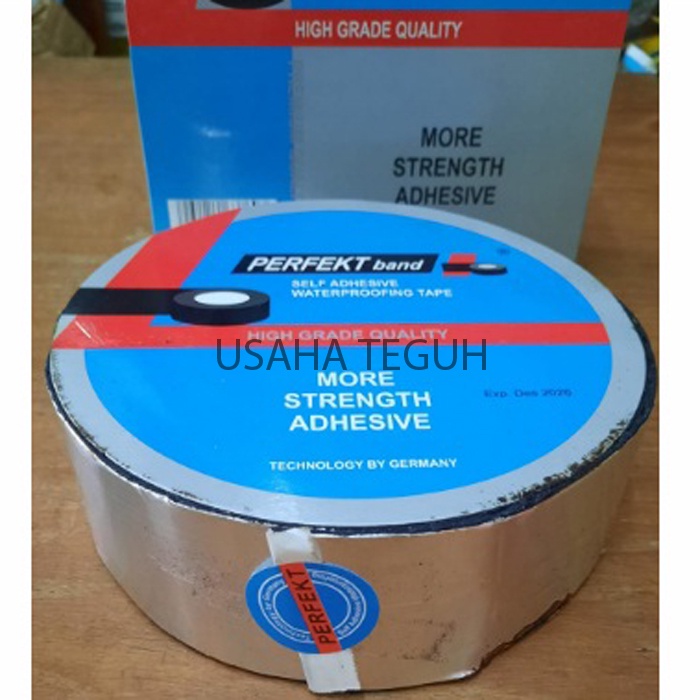 HIGH GRADE QUALITY
MORE
STRENGTH
ADHESIVE
PERFEKT band
SELF ADHESIVE
WATERPROOFING TAPE
HIGH GRADE QUALITY
USAHA TEGUH
MORE
STRENGTH
ADHESIVE
Exp. Des 2026
TECHNOLOGY BY GERMANY
PERFEKT